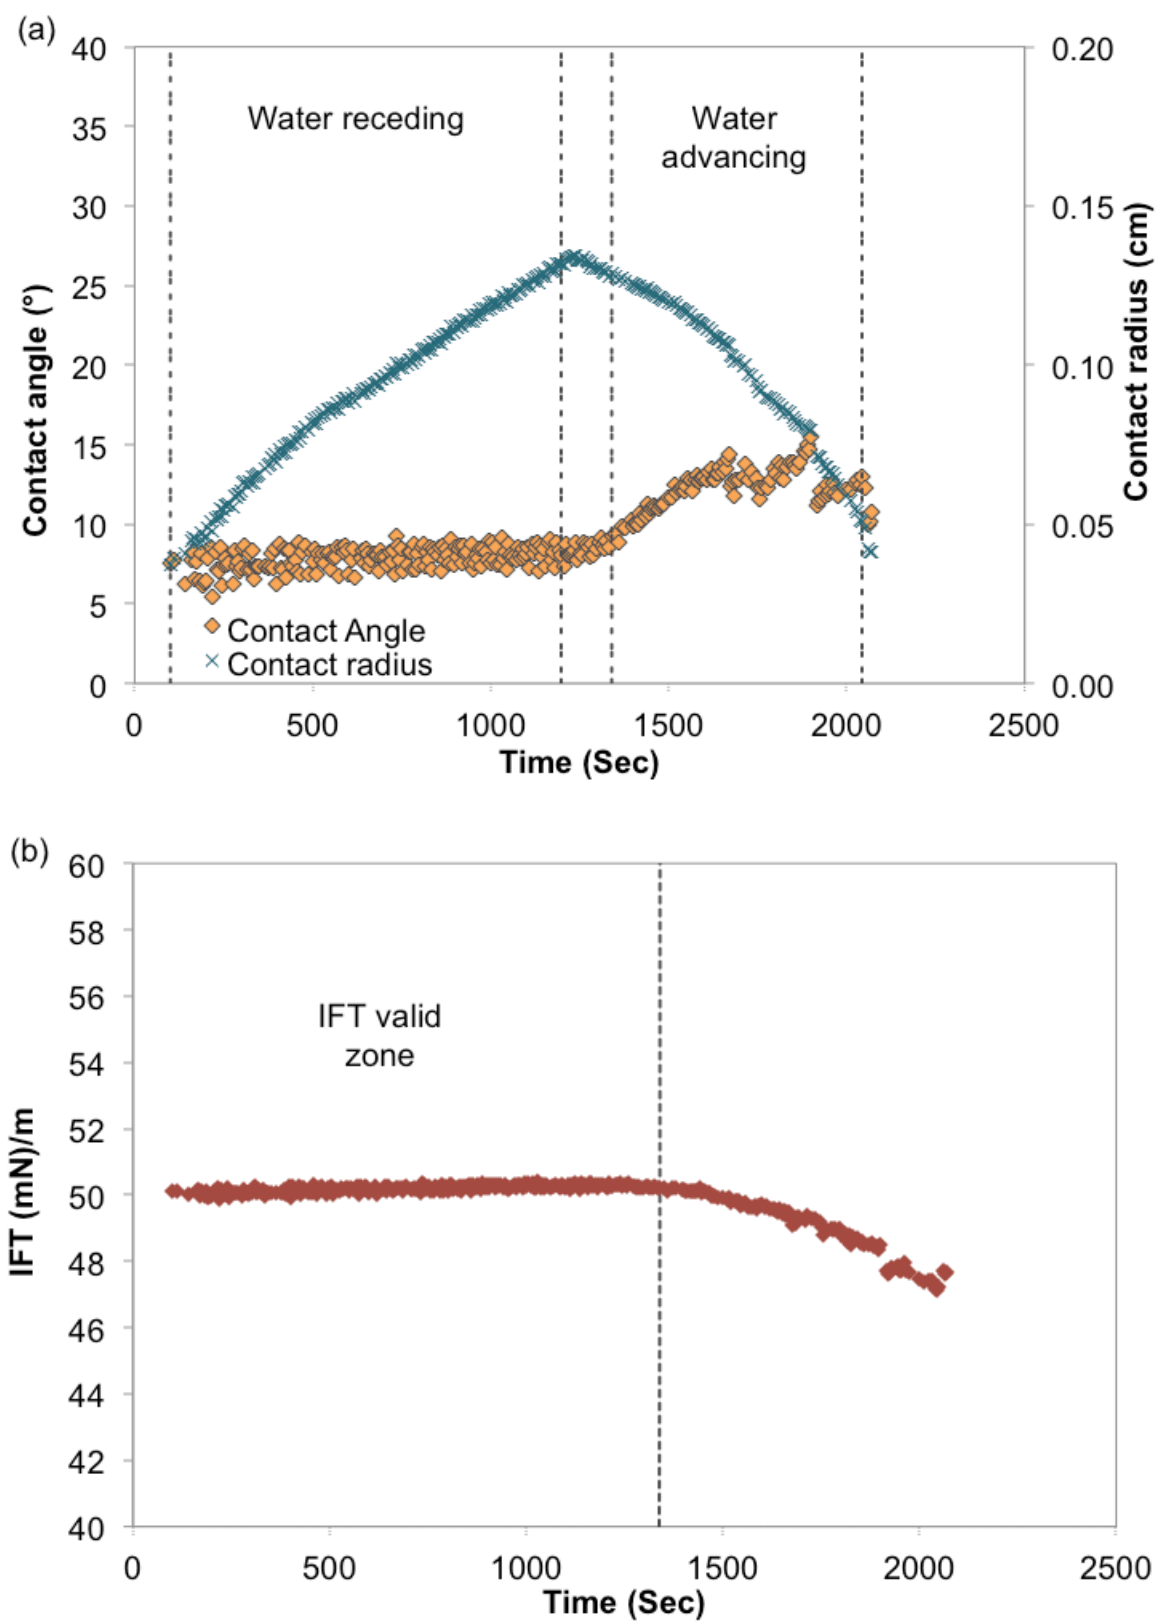 (a)
40
35
30
25
20
15
10
5
0
Contact angle (°)
0.20
0.15
0.10
0.05
0.00
Contact radius (cm)
Water receding
Water
advancing
Contact Angle
Contact radius
0 500 1000 1500 2000 2500
Time (Sec)
(b)
60
58
56
54
52
50
48
46
44
42
40
IFT (mN)/m
IFT valid
zone
0 500 1000 1500 2000 2500
Time (Sec)